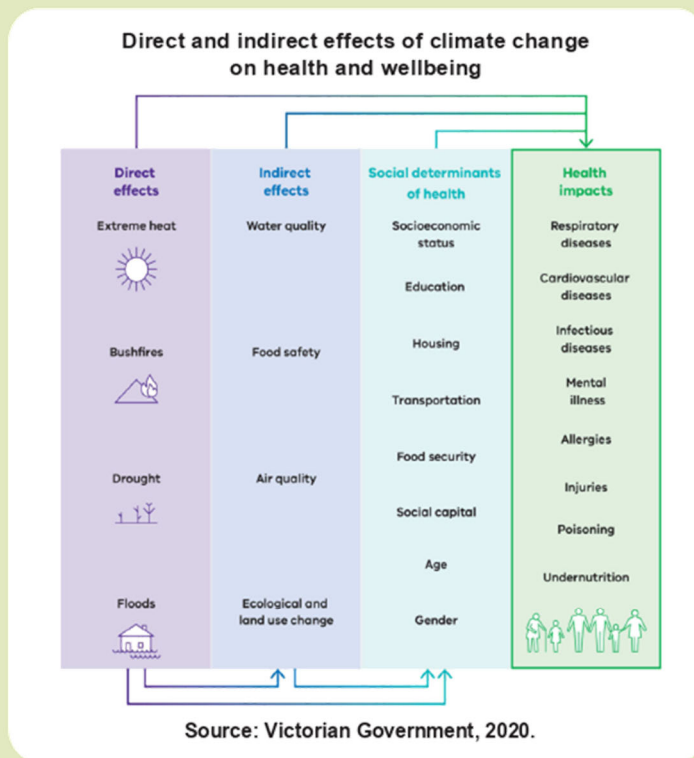 Direct and indirect effects of climate change
on health and wellbeing
Direct
effects
Extreme heat
Bushfires
Drought
Floods
Indirect
effects
Water quality
Food safety
Air quality
Ecological and
land use change
Social determinants
of health
Socioeconomic
status
Education
Housing
Transportation
Food security
Social capital
Age
Gender
Health
impacts
Respiratory
diseases
Cardiovascular
diseases
Infectious
diseases
Mental
illness
Allergies
Injuries
Poisoning
Undernutrition
Source: Victorian Government, 2020.